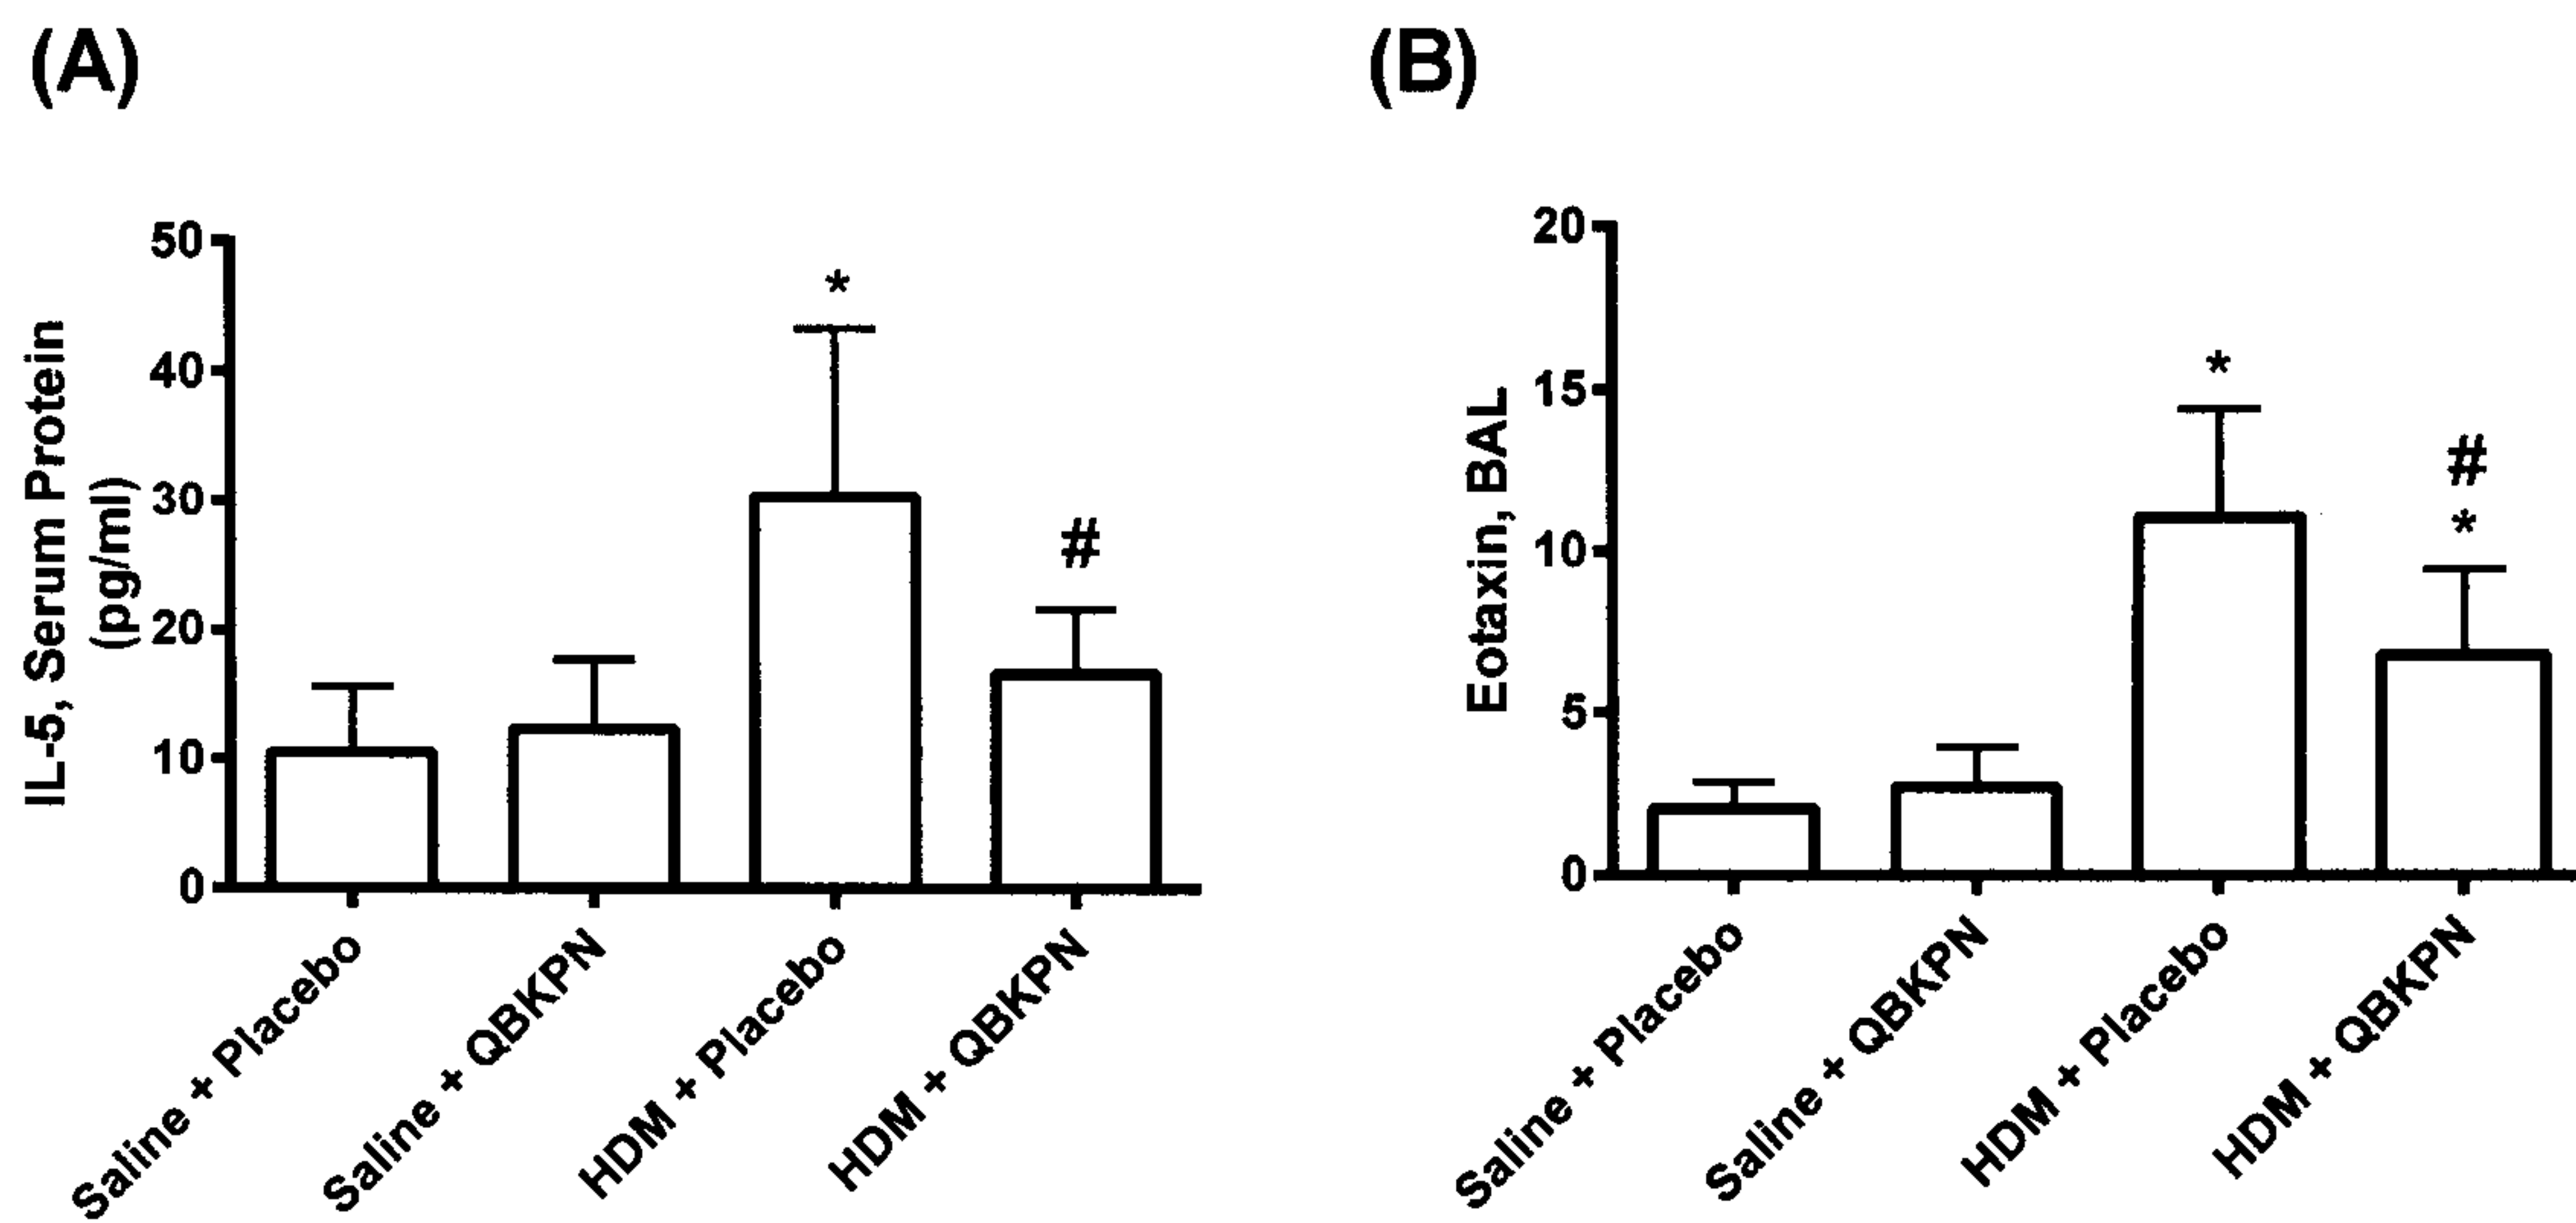 (A)
IL-5, Serum Protein
(pg/ml)
50
40
30
20
10
0
*
#
Saline + Placebo
Saline + QBKPN
HDM + Placebo
HDM + QBKPN
(B)
Eotaxin, BAL
20
15
10
5
0
*
#
*
Saline + Placebo
Saline + QBKPN
HDM + Placebo
HDM + QBKPN